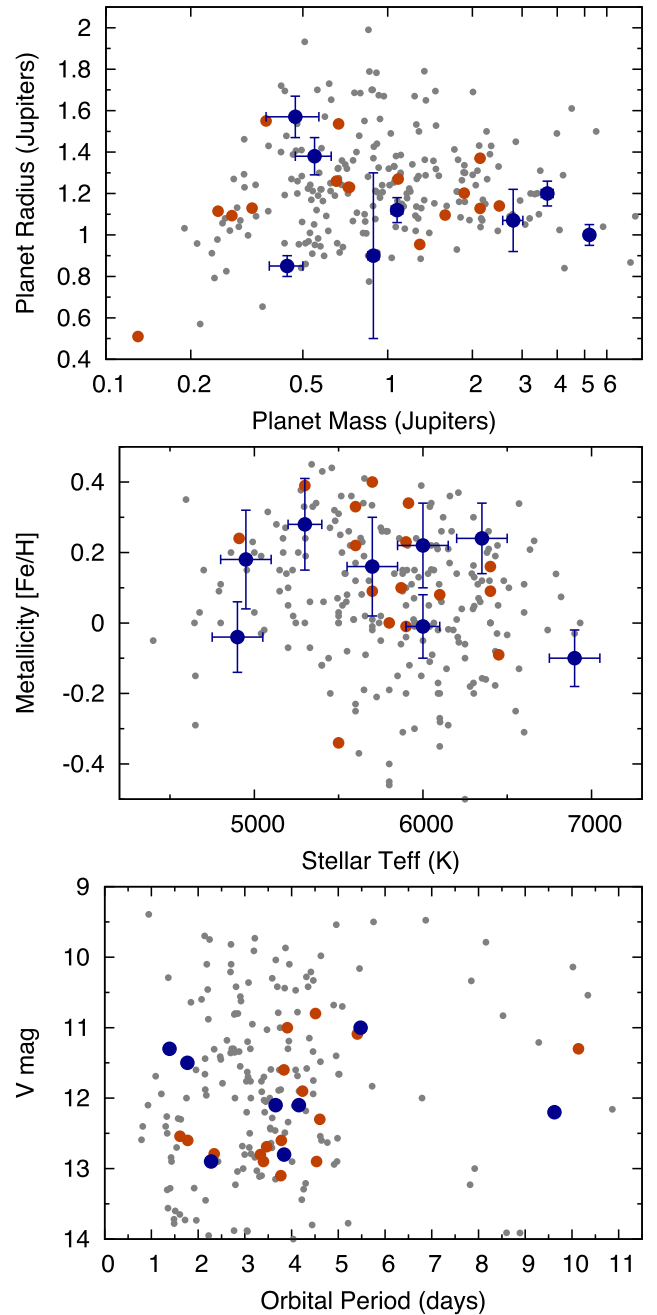 2
1.8
1.6
1.4
1.2
1
0.8
0.6
0.4
Planet Radius (Jupiters)
0.1 0.2 0.5 1 2 3 4 5 6
Planet Mass (Jupiters)
0.4
0.2
0
-0.2
-0.4
Metallicity [Fe/H]
5000 6000 7000
Stellar Teff (K)
9
10
11
12
13
14
V mag
0 1 2 3 4 5 6 7 8 9 10 11
Orbital Period (days)